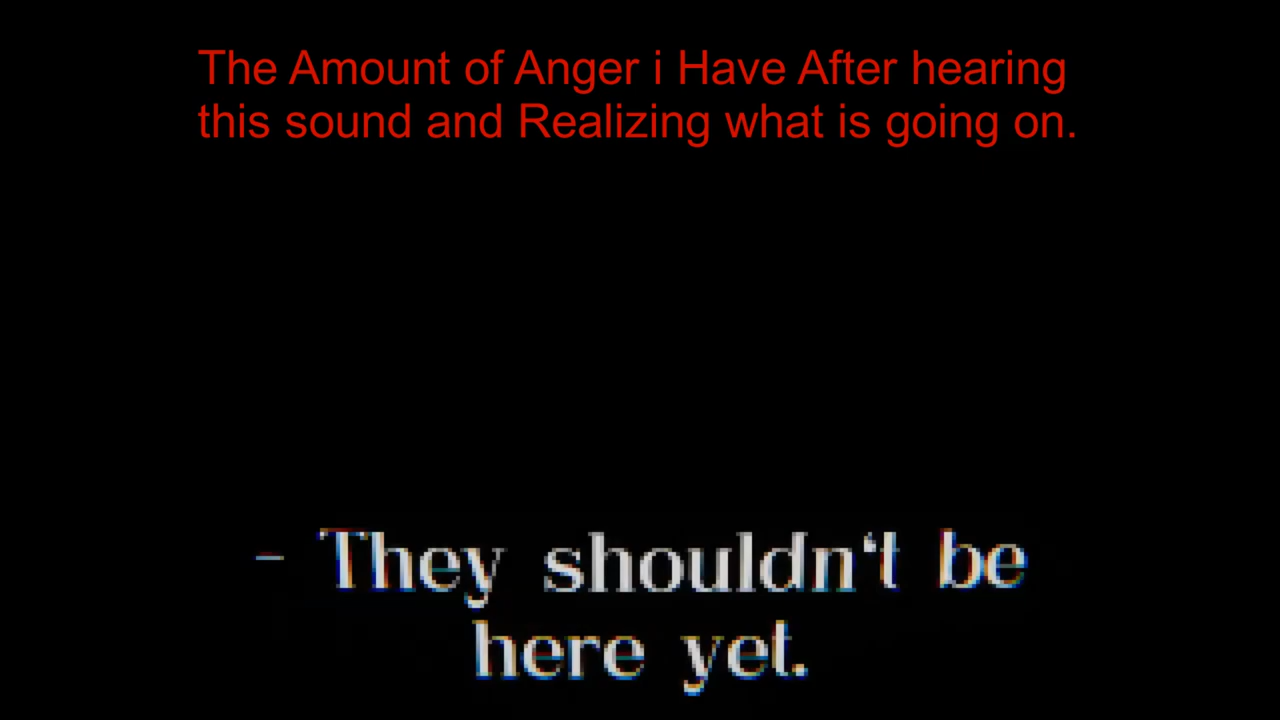 The Amount of Anger i Have After hearing
this sound and Realizing what is going on.
- They shouldn't be
here yet.